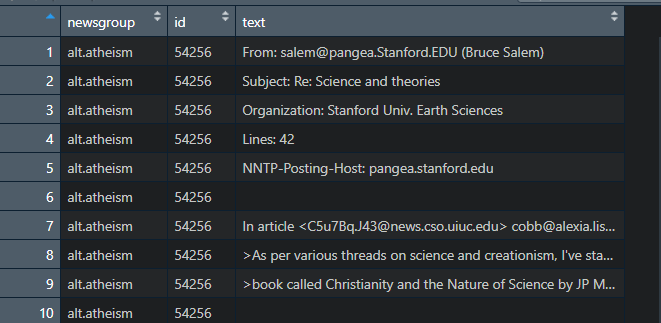 newsgroup id text
1 alt.atheism 54256 From: salem@pangea.Stanford.EDU (Bruce Salem)
2 alt.atheism 54256 Subject: Re: Science and theories
3 alt.atheism 54256 Organization: Stanford Univ. Earth Sciences
4 alt.atheism 54256 Lines: 42
5 alt.atheism 54256 NNTP-Posting-Host: pangea.stanford.edu
6 alt.atheism 54256
7 alt.atheism 54256 In article <C5u7Bq.J43@news.cso.uiuc.edu> cobb@alexia.lis...
8 alt.atheism 54256 >As per various threads on science and creationism, I've sta...
9 alt.atheism 54256 >book called Christianity and the Nature of Science by JP M...
10 alt.atheism 54256